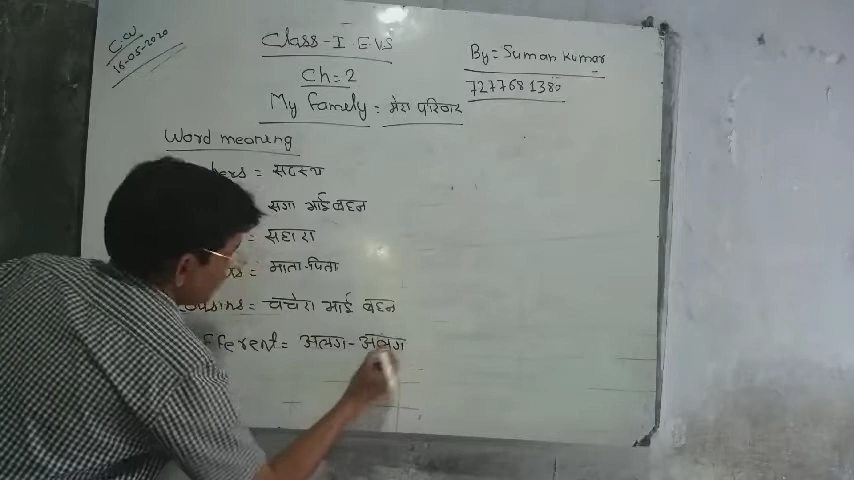 C.W
16-05-2020
Class-I EVS
By = Suman Kumar
Ch = 2
My Family = मेरा परिवार
Word meaning
= सदस्य
सगा भाई बहन
= सहारा
= माता-पिता
= चचेरा भाई बहन
= अलग-अलग